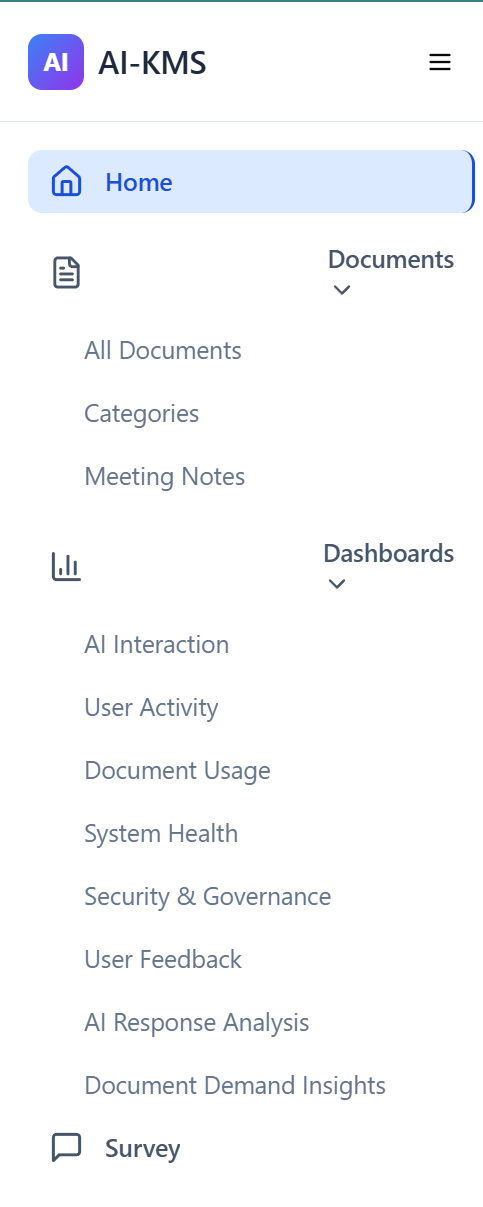 AI AI-KMS
Home
Documents
All Documents
Categories
Meeting Notes
Dashboards
AI Interaction
User Activity
Document Usage
System Health
Security & Governance
User Feedback
AI Response Analysis
Document Demand Insights
Survey